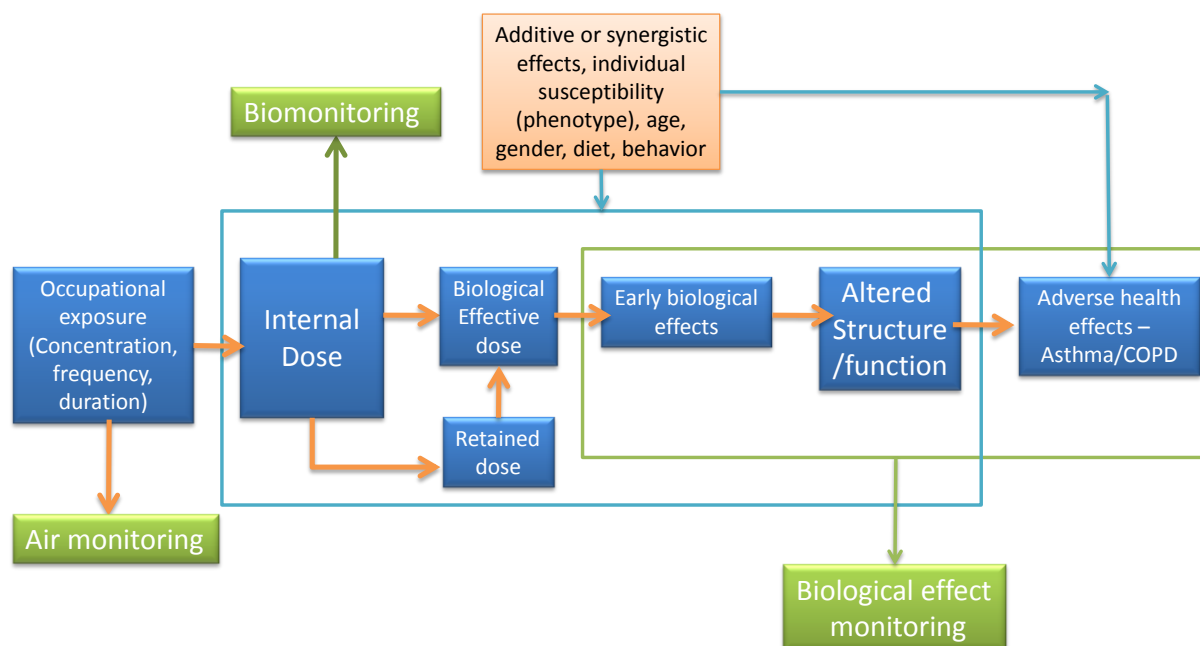 Additive or synergistic
effects, individual
susceptibility
(phenotype), age,
gender, diet, behavior
Biomonitoring
Occupational
exposure
(Concentration,
frequency,
duration)
Internal
Dose
Biological
Effective
dose
Early biological
effects
Altered
Structure
/function
Adverse health
effects –
Asthma/COPD
Retained
dose
Air monitoring
Biological effect
monitoring